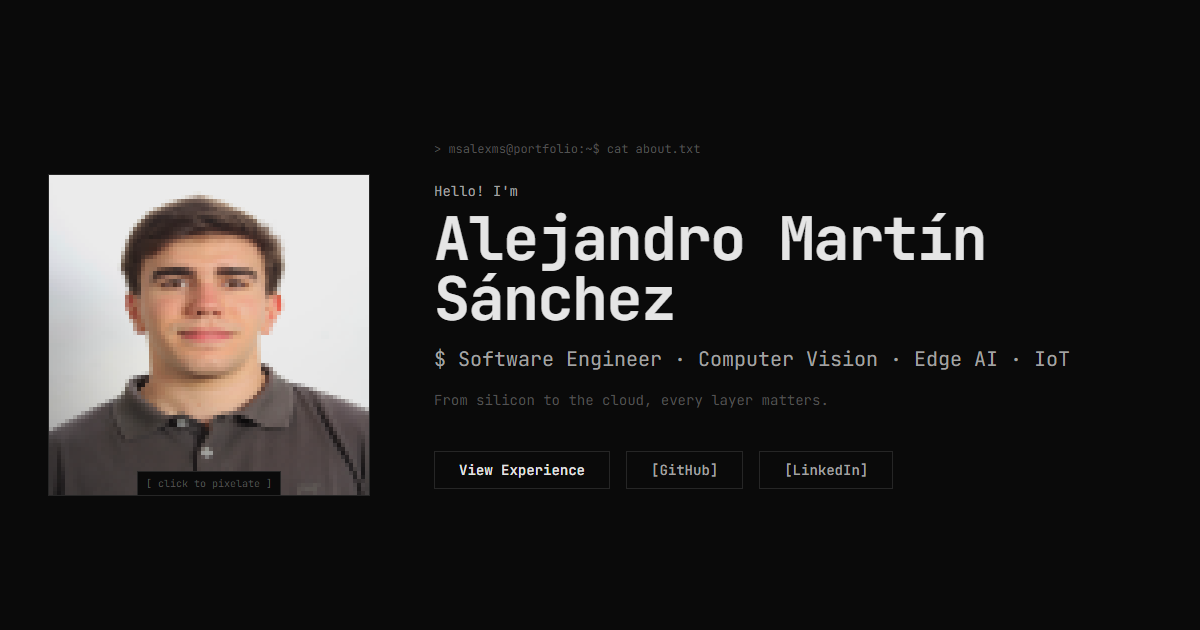 > msalexms@portfolio:~$ cat about.txt
Hello! I'm
Alejandro Martín
Sánchez
$ Software Engineer · Computer Vision · Edge AI · IoT
From silicon to the cloud, every layer matters.
View Experience [GitHub] [LinkedIn]
[ click to pixelate ]